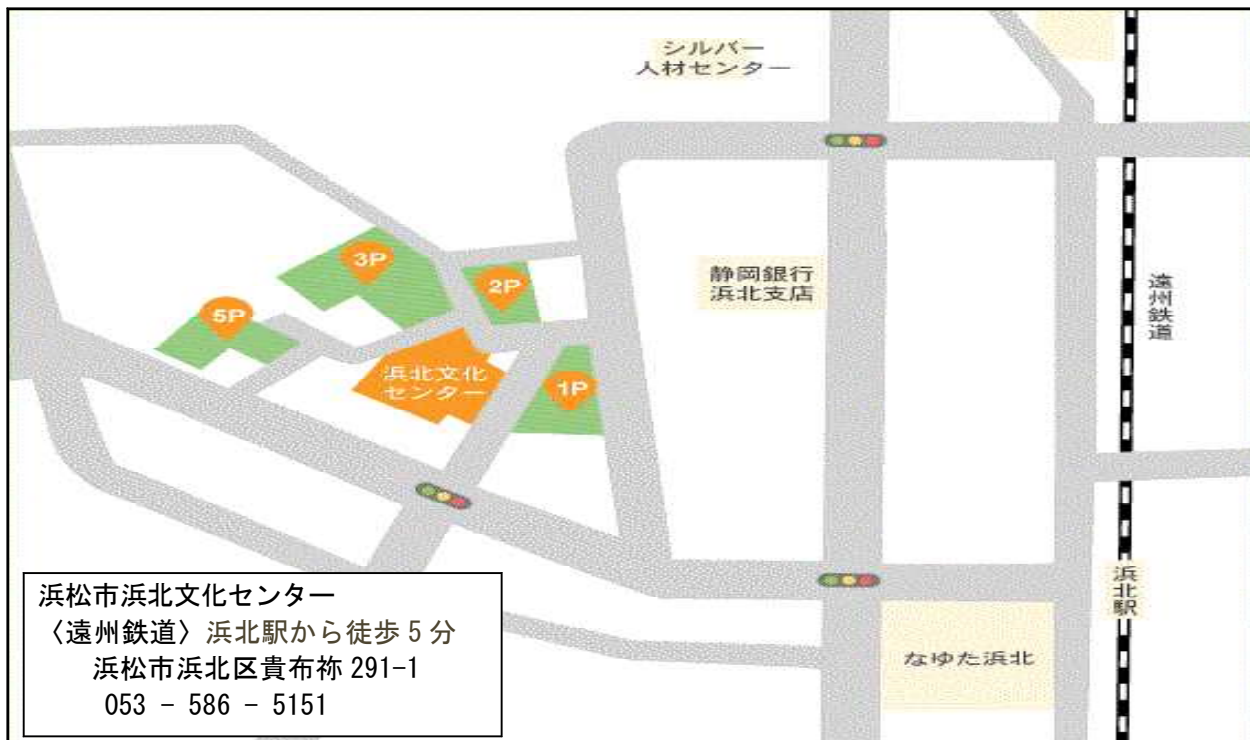 シルバー
人材センター
3P
2P
5P
静岡銀行
浜北支店
遠州鉄道
浜北文化
センター
1P
浜北駅
なゆた浜北
浜松市浜北文化センター
〈遠州鉄道〉浜北駅から徒歩5分
浜松市浜北区貴布祢291-1
053 - 586 - 5151